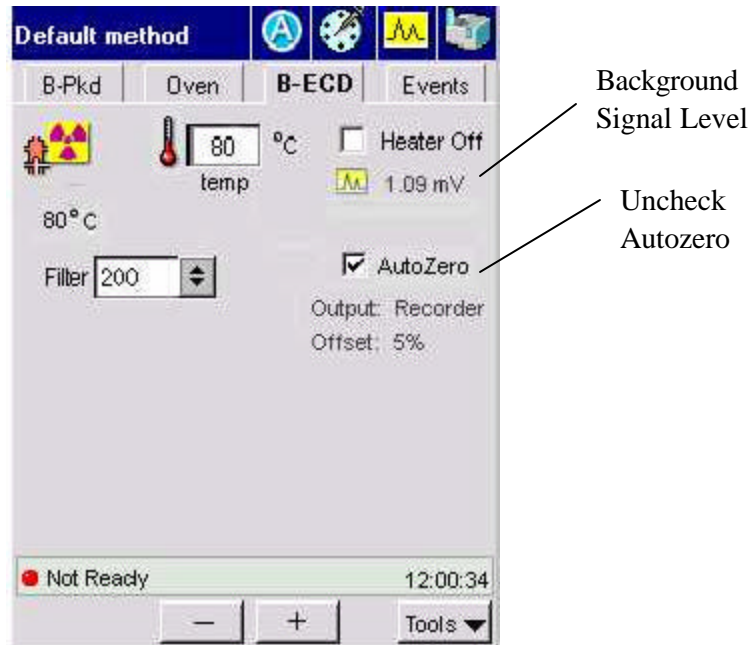 Default method
B-Pkd Oven B-ECD Events
80 °C Heater Off
temp 1.09 mV
80°C
Filter 200 AutoZero
Output: Recorder
Offset: 5%
Not Ready 12:00:34
− + Tools
Background
Signal Level
Uncheck
Autozero